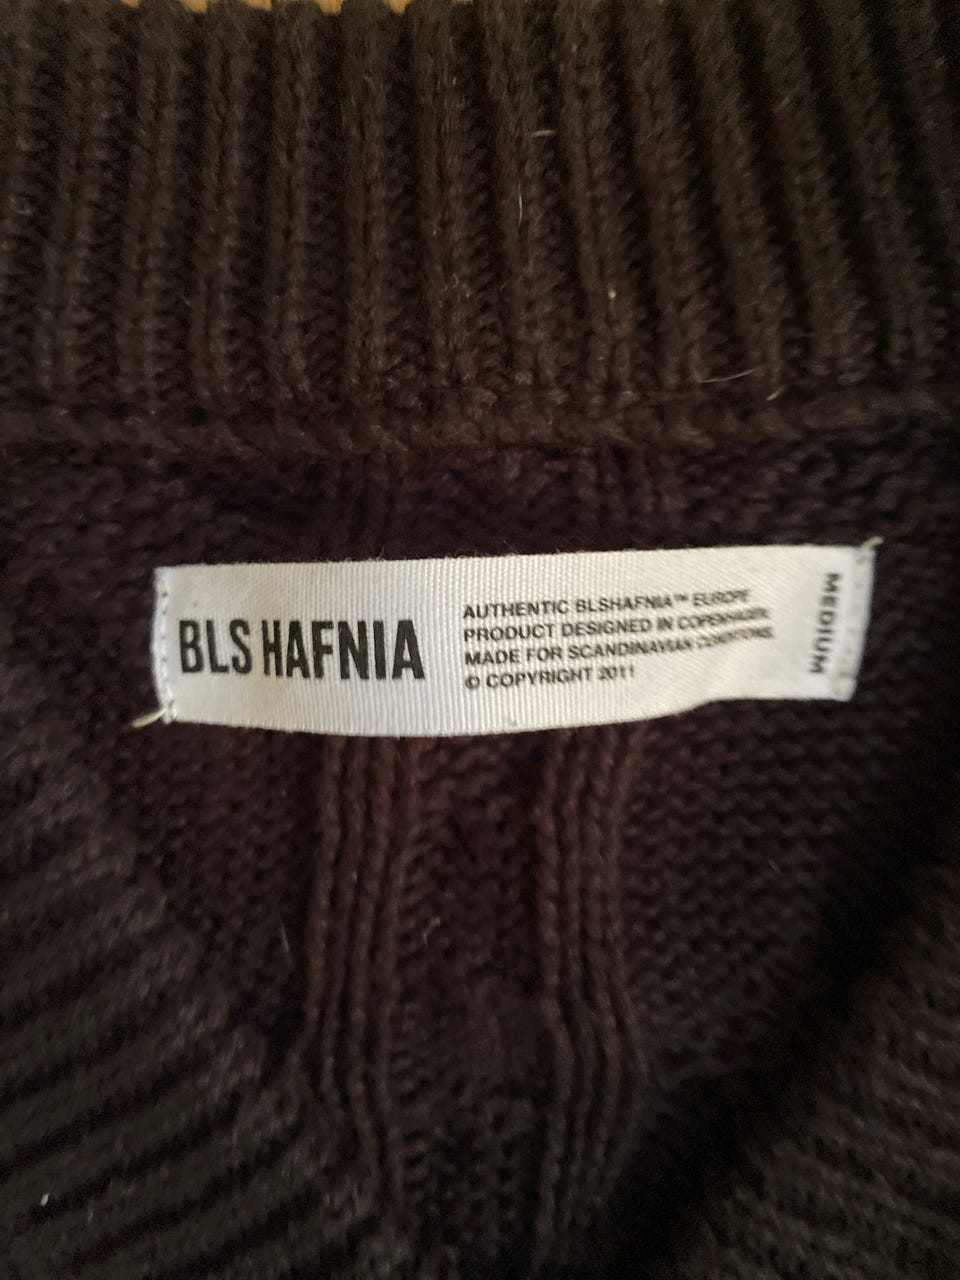 BLS HAFNIA
AUTHENTIC BLSHAFNIA™ EUROPE
PRODUCT DESIGNED IN COPENHAGEN
MADE FOR SCANDINAVIAN CONDITIONS.
© COPYRIGHT 2011
MEDIUM